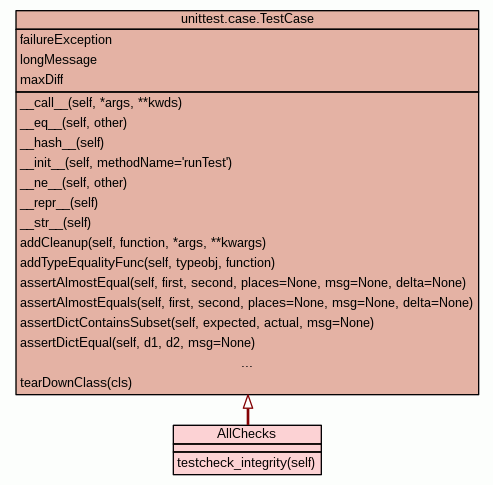 unittest.case.TestCase
failureException
longMessage
maxDiff
__call__(self, *args, **kwds)
__eq__(self, other)
__hash__(self)
__init__(self, methodName='runTest')
__ne__(self, other)
__repr__(self)
__str__(self)
addCleanup(self, function, *args, **kwargs)
addTypeEqualityFunc(self, typeobj, function)
assertAlmostEqual(self, first, second, places=None, msg=None, delta=None)
assertAlmostEquals(self, first, second, places=None, msg=None, delta=None)
assertDictContainsSubset(self, expected, actual, msg=None)
assertDictEqual(self, d1, d2, msg=None)
...
tearDownClass(cls)
AllChecks
testcheck_integrity(self)